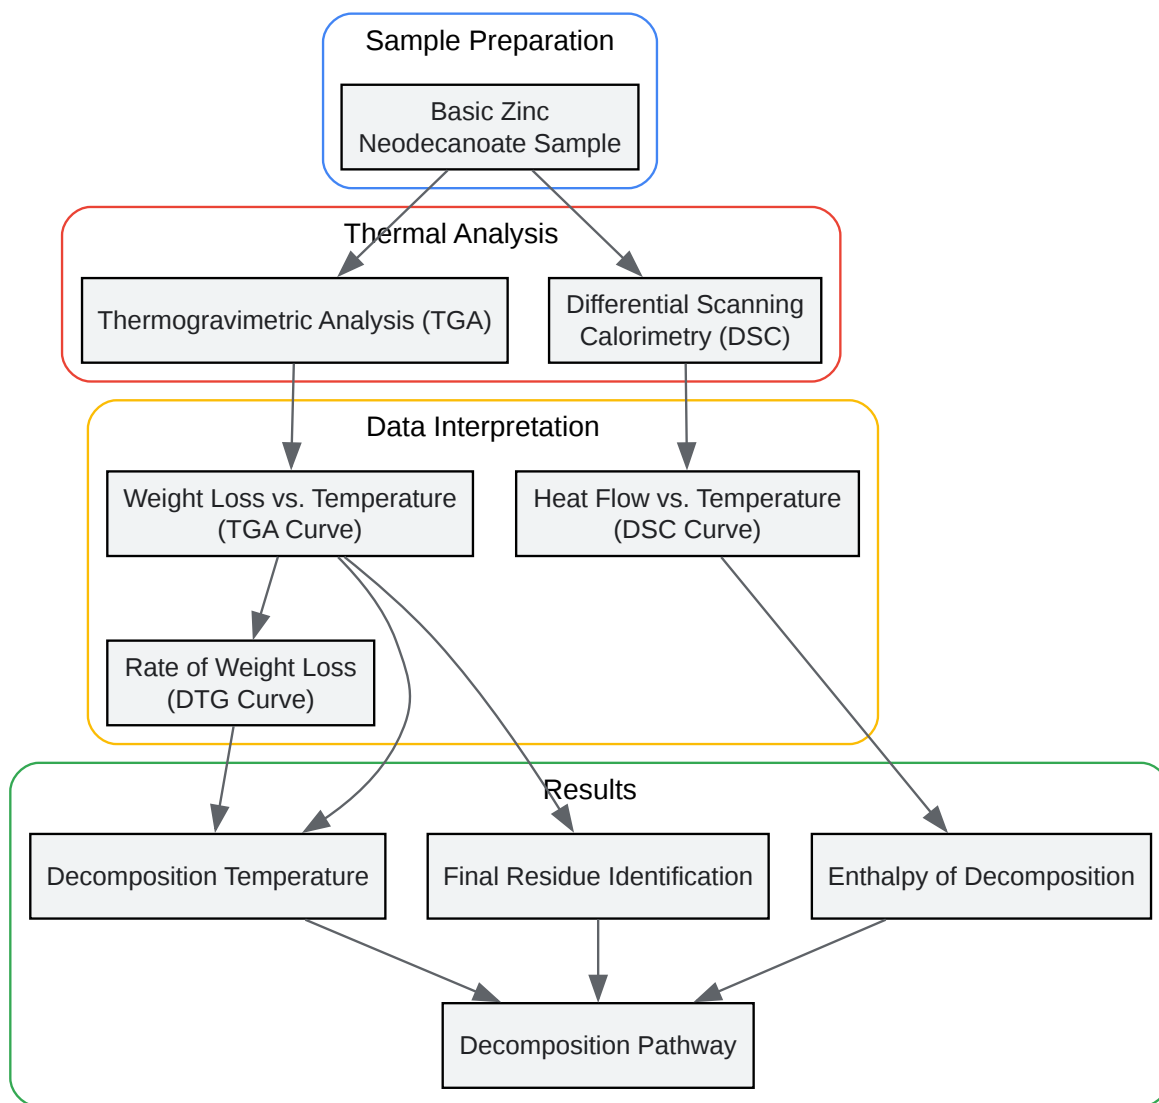 Sample Preparation
Basic Zinc
Neodecanoate Sample
Thermal Analysis
Thermogravimetric Analysis (TGA)
Differential Scanning
Calorimetry (DSC)
Data Interpretation
Weight Loss vs. Temperature
(TGA Curve)
Heat Flow vs. Temperature
(DSC Curve)
Rate of Weight Loss
(DTG Curve)
Results
Decomposition Temperature
Final Residue Identification
Enthalpy of Decomposition
Decomposition Pathway